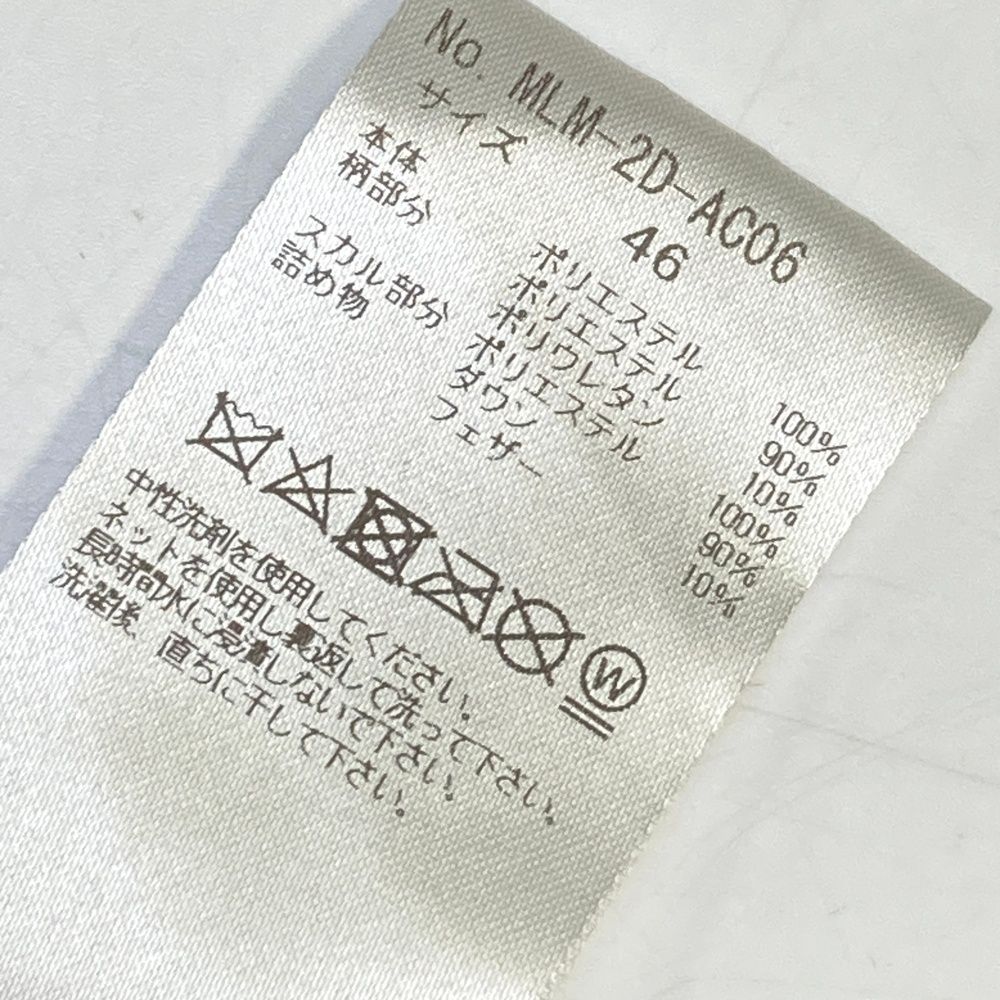 No. MLM-2D-AC06
サイズ 46
本体 ポリエステル 100%
柄部分 ポリエステル 90%
ポリウレタン 10%
スカル部分 ポリエステル 100%
詰め物 ダウン 90%
フェザー 10%
W
中性洗剤を使用してください。
ネットを使用し裏返して洗って下さい。
長時間水に浸漬しないで下さい。
洗濯後、直ちに干して下さい。